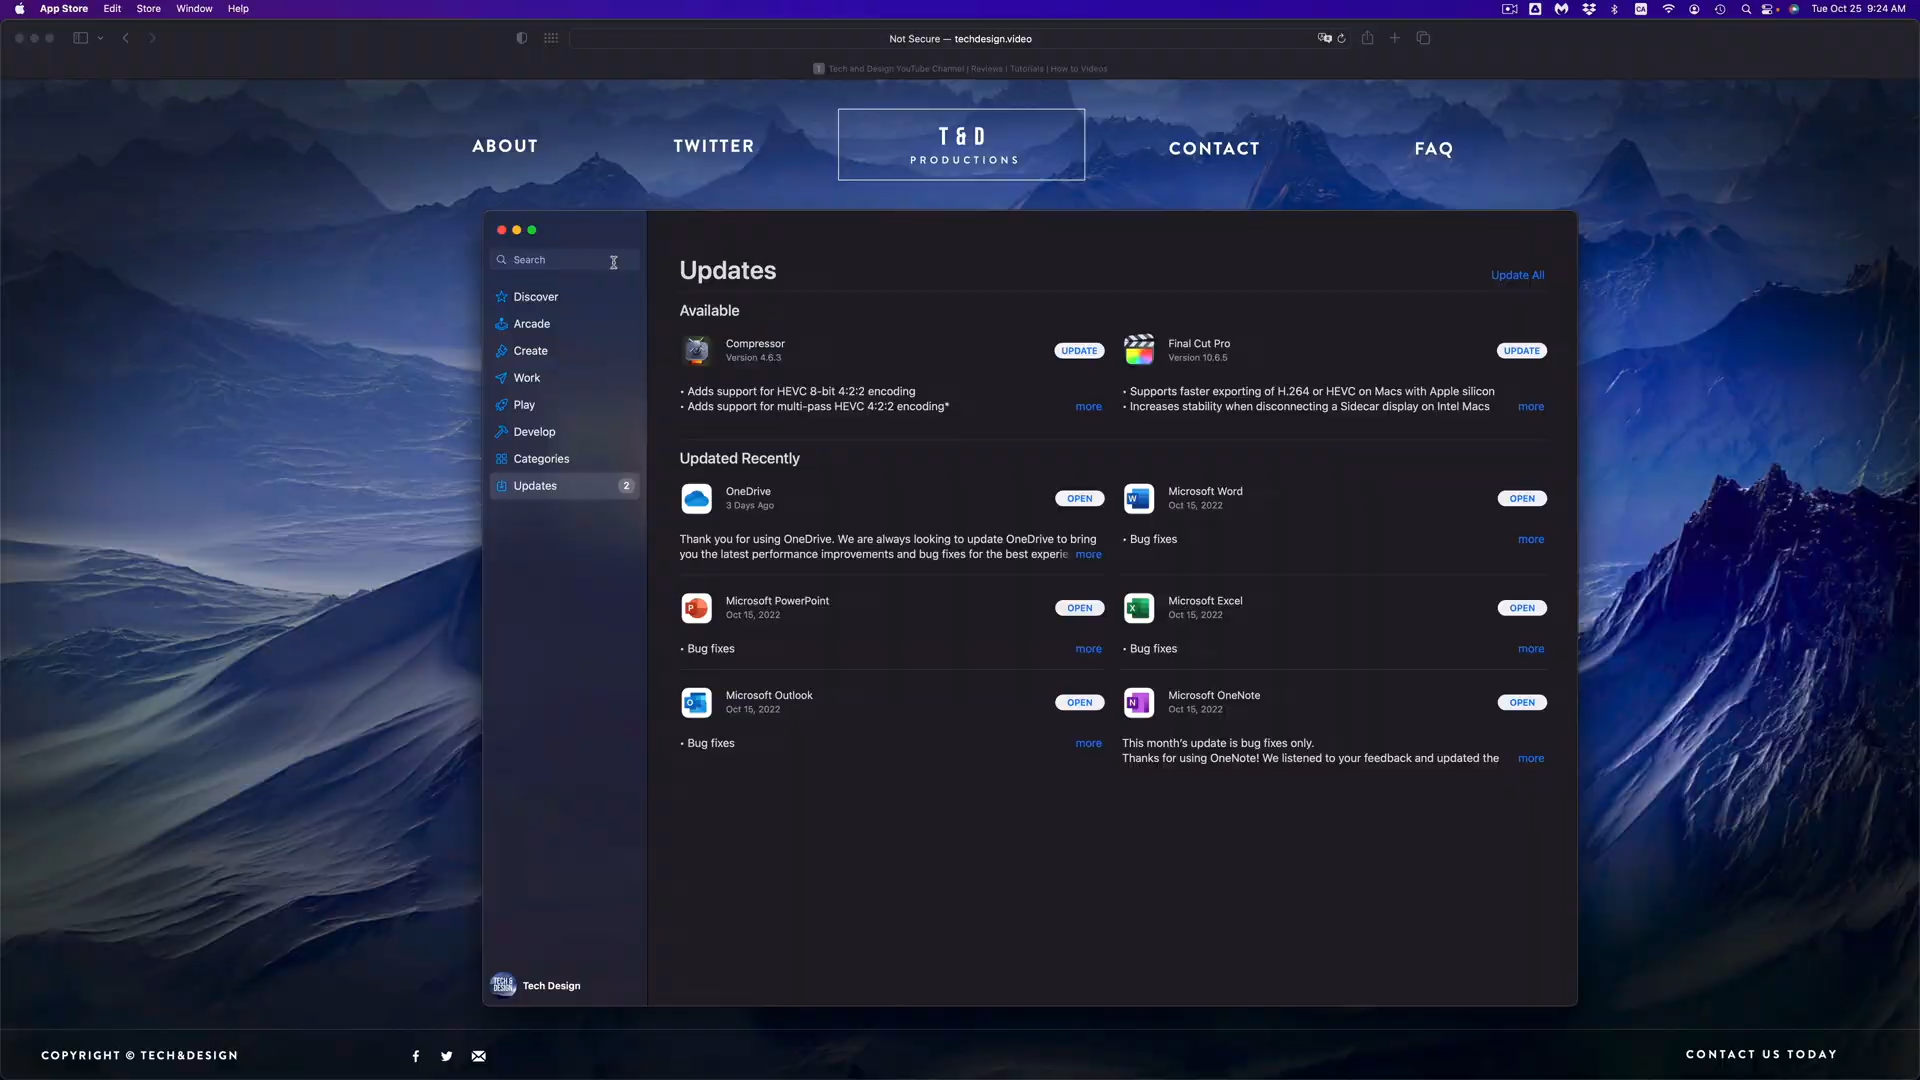 App Store Edit Store Window Help
CA
Tue Oct 25 9:24 AM
Not Secure — techdesign.video
T Tech and Design YouTube Channel | Reviews | Tutorials | How to Videos
ABOUT
TWITTER
T & D
PRODUCTIONS
CONTACT
FAQ
Search
Discover
Arcade
Create
Work
Play
Develop
Categories
Updates 2
Tech Design
Updates
Update All
Available
Compressor
Version 4.6.3
UPDATE
• Adds support for HEVC 8-bit 4:2:2 encoding
• Adds support for multi-pass HEVC 4:2:2 encoding* more
Final Cut Pro
Version 10.6.5
UPDATE
• Supports faster exporting of H.264 or HEVC on Macs with Apple silicon
• Increases stability when disconnecting a Sidecar display on Intel Macs more
Updated Recently
OneDrive
3 Days Ago
OPEN
Thank you for using OneDrive. We are always looking to update OneDrive to bring
you the latest performance improvements and bug fixes for the best experie more
Microsoft Word
Oct 15, 2022
OPEN
• Bug fixes more
Microsoft PowerPoint
Oct 15, 2022
OPEN
• Bug fixes more
Microsoft Excel
Oct 15, 2022
OPEN
• Bug fixes more
Microsoft Outlook
Oct 15, 2022
OPEN
• Bug fixes more
Microsoft OneNote
Oct 15, 2022
OPEN
This month's update is bug fixes only.
Thanks for using OneNote! We listened to your feedback and updated the more
TECH &
DESIGN
COPYRIGHT © TECH&DESIGN
CONTACT US TODAY